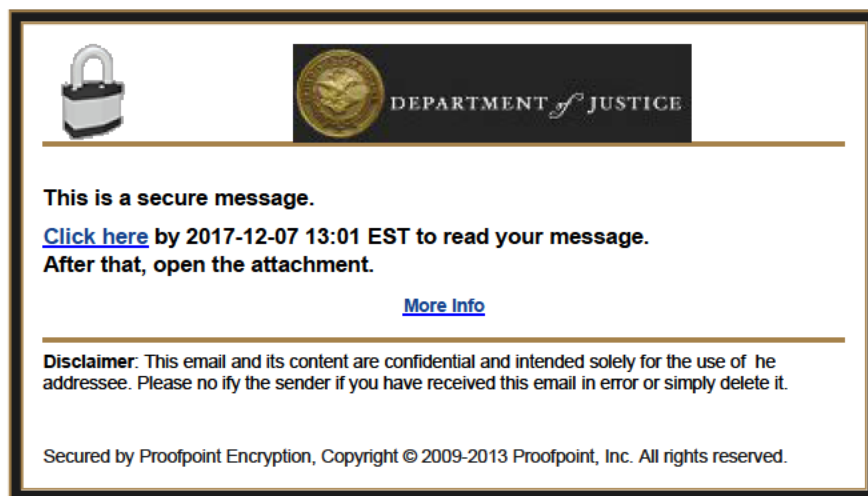 DEPARTMENT of JUSTICE
This is a secure message.
Click here by 2017-12-07 13:01 EST to read your message.
After that, open the attachment.
More Info
Disclaimer: This email and its content are confidential and intended solely for the use of he
addressee. Please no ify the sender if you have received this email in error or simply delete it.
Secured by Proofpoint Encryption, Copyright © 2009-2013 Proofpoint, Inc. All rights reserved.